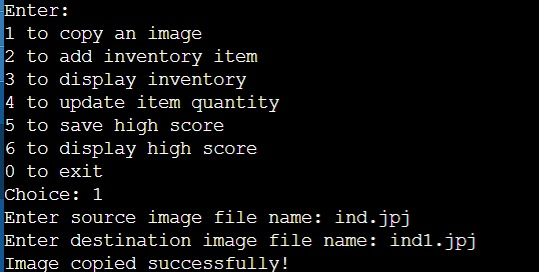 Enter:
1 to copy an image
2 to add inventory item
3 to display inventory
4 to update item quantity
5 to save high score
6 to display high score
0 to exit
Choice: 1
Enter source image file name: ind.jpj
Enter destination image file name: ind1.jpj
Image copied successfully!